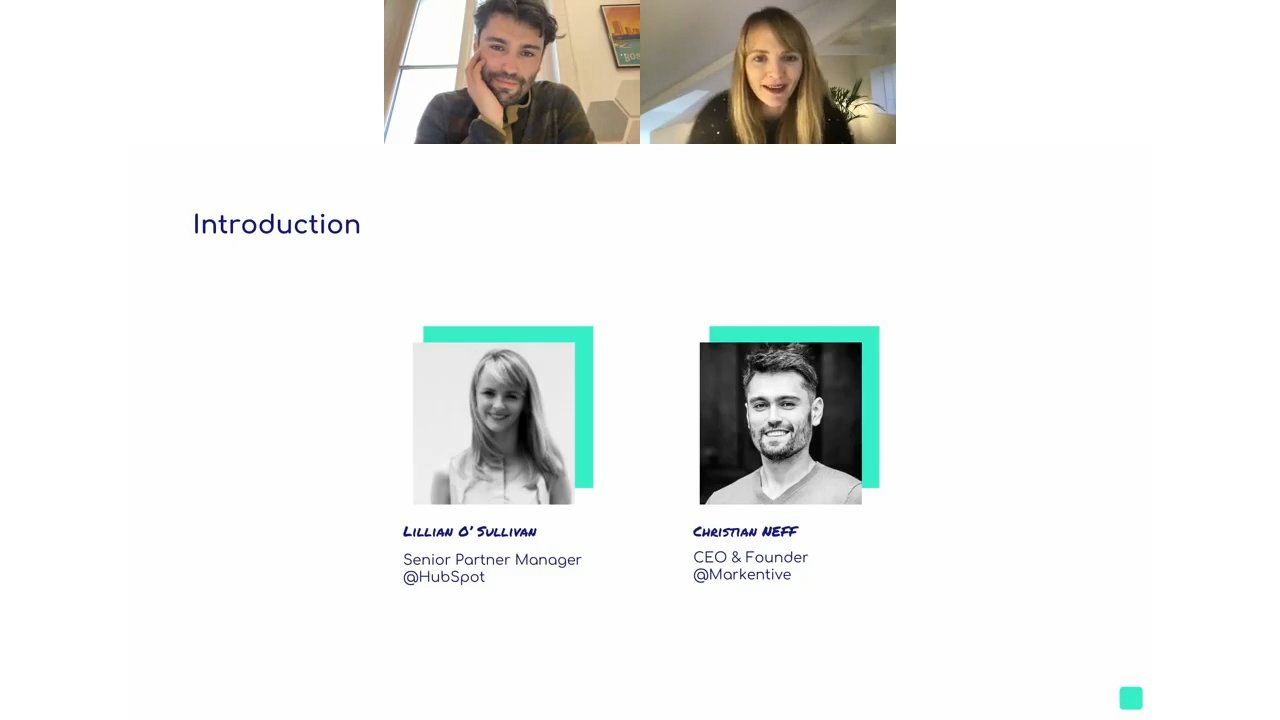 Introduction
Lillian O' Sullivan
Senior Partner Manager
@HubSpot
Christian NEFF
CEO & Founder
@Markentive